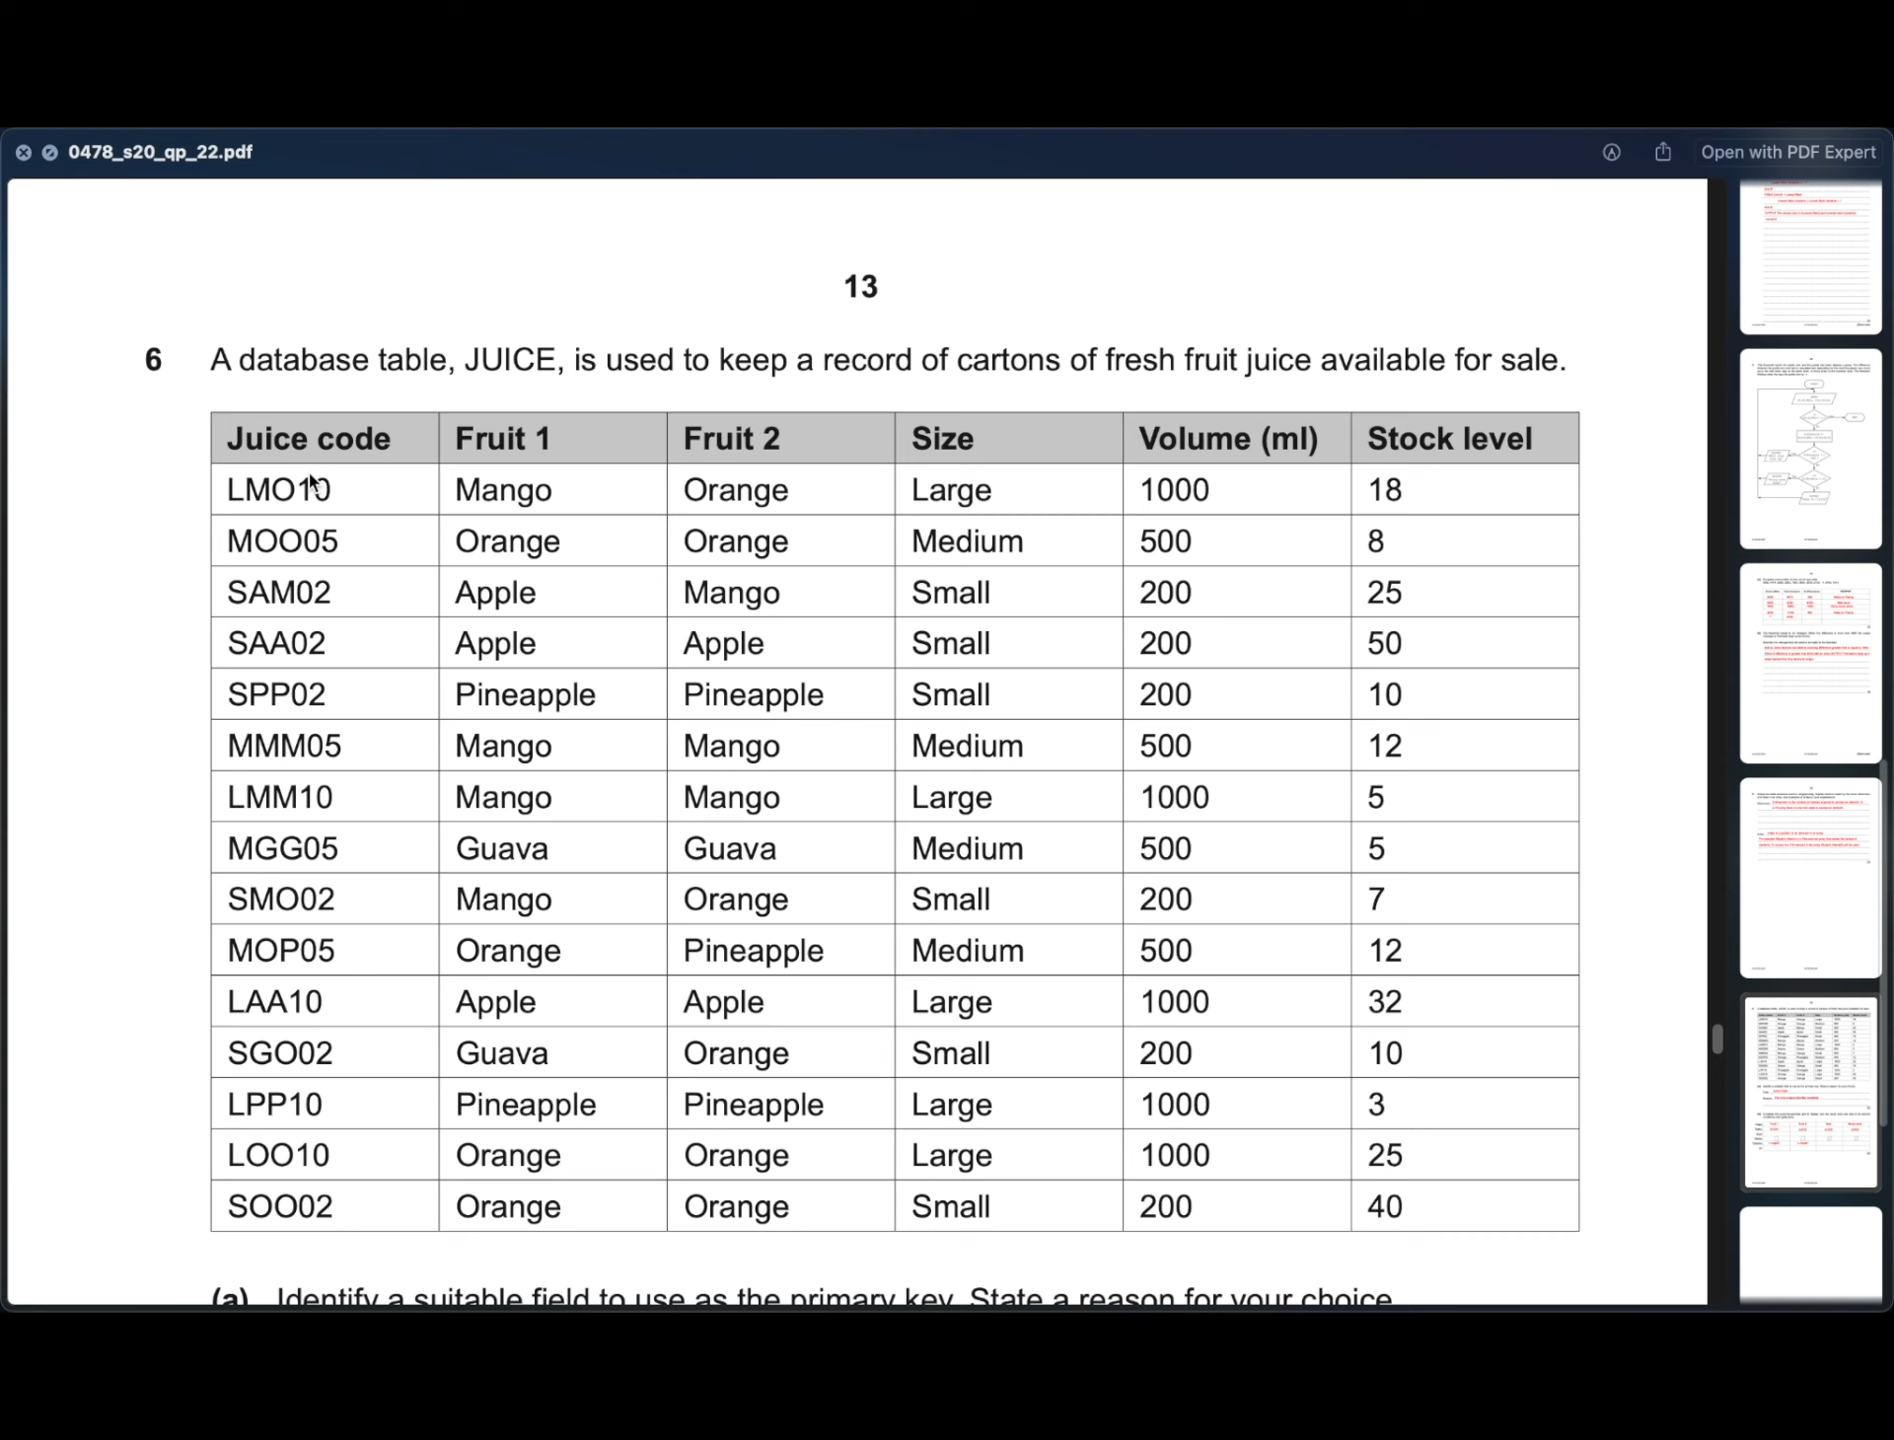 0478_s20_qp_22.pdf
Open with PDF Expert
13
6 A database table, JUICE, is used to keep a record of cartons of fresh fruit juice available for sale.
Juice code Fruit 1 Fruit 2 Size Volume (ml) Stock level
LMO10 Mango Orange Large 1000 18
MOO05 Orange Orange Medium 500 8
SAM02 Apple Mango Small 200 25
SAA02 Apple Apple Small 200 50
SPP02 Pineapple Pineapple Small 200 10
MMM05 Mango Mango Medium 500 12
LMM10 Mango Mango Large 1000 5
MGG05 Guava Guava Medium 500 5
SMO02 Mango Orange Small 200 7
MOP05 Orange Pineapple Medium 500 12
LAA10 Apple Apple Large 1000 32
SGO02 Guava Orange Small 200 10
LPP10 Pineapple Pineapple Large 1000 3
LOO10 Orange Orange Large 1000 25
SOO02 Orange Orange Small 200 40
(a) Identify a suitable field to use as the primary key. State a reason for your choice